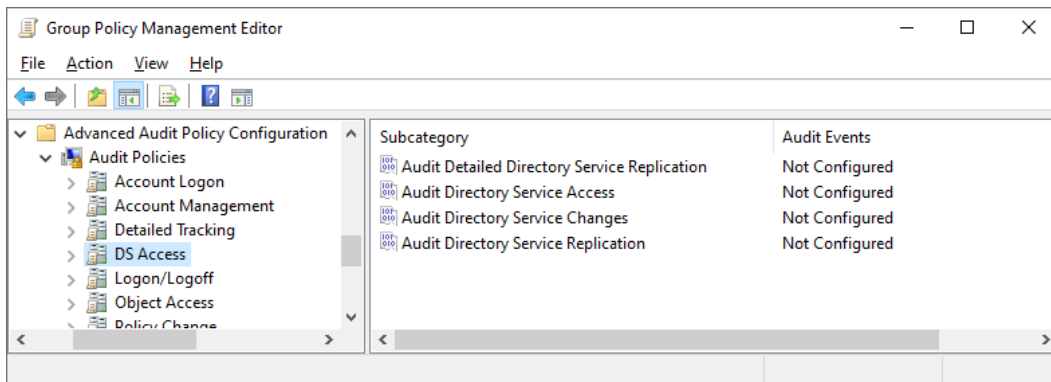 Group Policy Management Editor
File Action View Help
Advanced Audit Policy Configuration
Audit Policies
Account Logon
Account Management
Detailed Tracking
DS Access
Logon/Logoff
Object Access
Policy Change
Subcategory Audit Events
Audit Detailed Directory Service Replication Not Configured
Audit Directory Service Access Not Configured
Audit Directory Service Changes Not Configured
Audit Directory Service Replication Not Configured